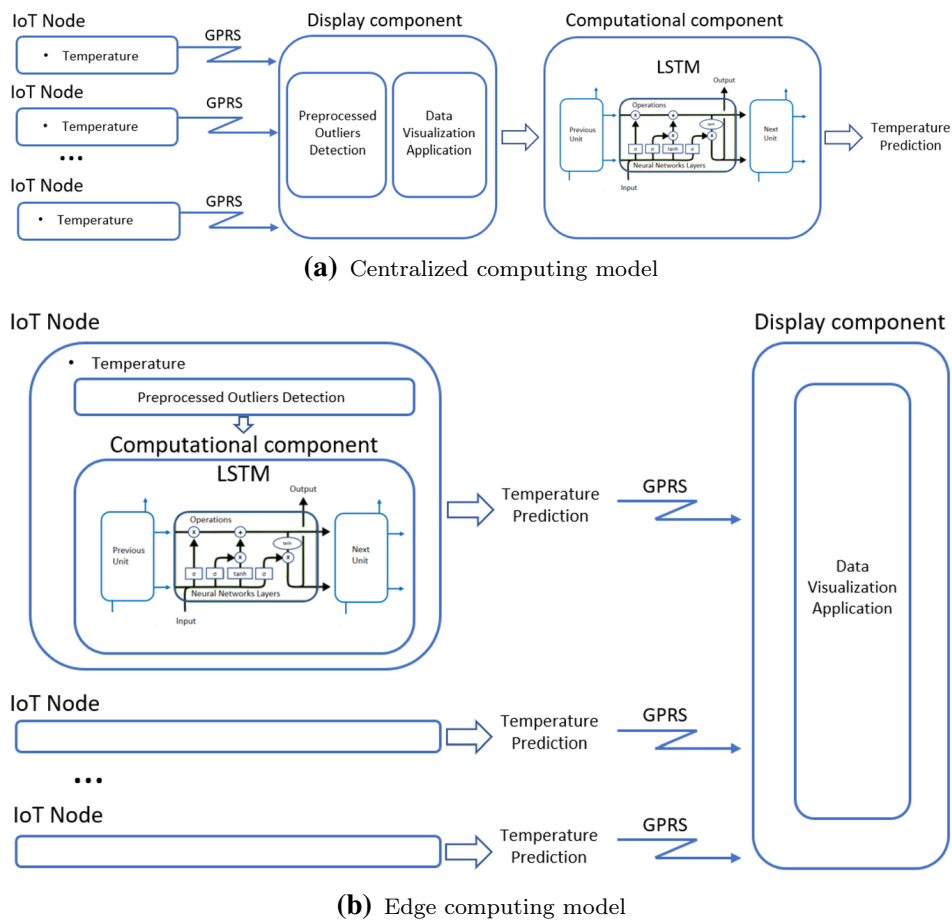 IoT Node
• Temperature
GPRS
IoT Node
• Temperature
GPRS
...
IoT Node
• Temperature
GPRS
Display component
Preprocessed
Outliers
Detection
Data
Visualization
Application
Computational component
LSTM
Output
Operations
Previous
Unit
x
+
tanh
x
x
σ
σ
tanh
σ
Neural Networks Layers
Input
Next
Unit
Temperature
Prediction
(a) Centralized computing model
IoT Node
• Temperature
Preprocessed Outliers Detection
Computational component
LSTM
Output
Operations
Previous
Unit
x
+
tanh
x
x
σ
σ
tanh
σ
Neural Networks Layers
Input
Next
Unit
Temperature
Prediction
GPRS
Display component
Data
Visualization
Application
IoT Node
Temperature
Prediction
GPRS
...
IoT Node
Temperature
Prediction
GPRS
(b) Edge computing model